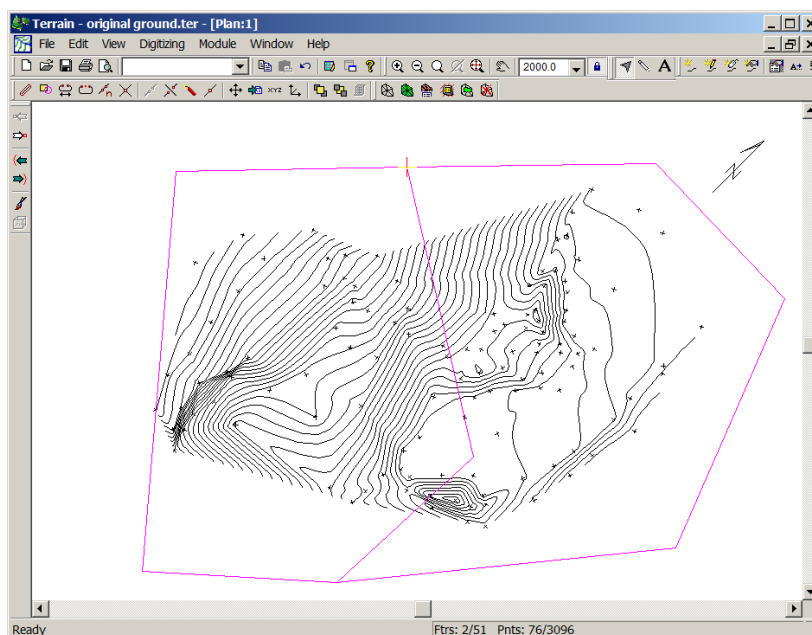 Terrain - original ground.ter - [Plan:1]
File Edit View Digitizing Module Window Help
2000.0 A
XYZ
Ready Ftrs: 2/51 Pnts: 76/3096